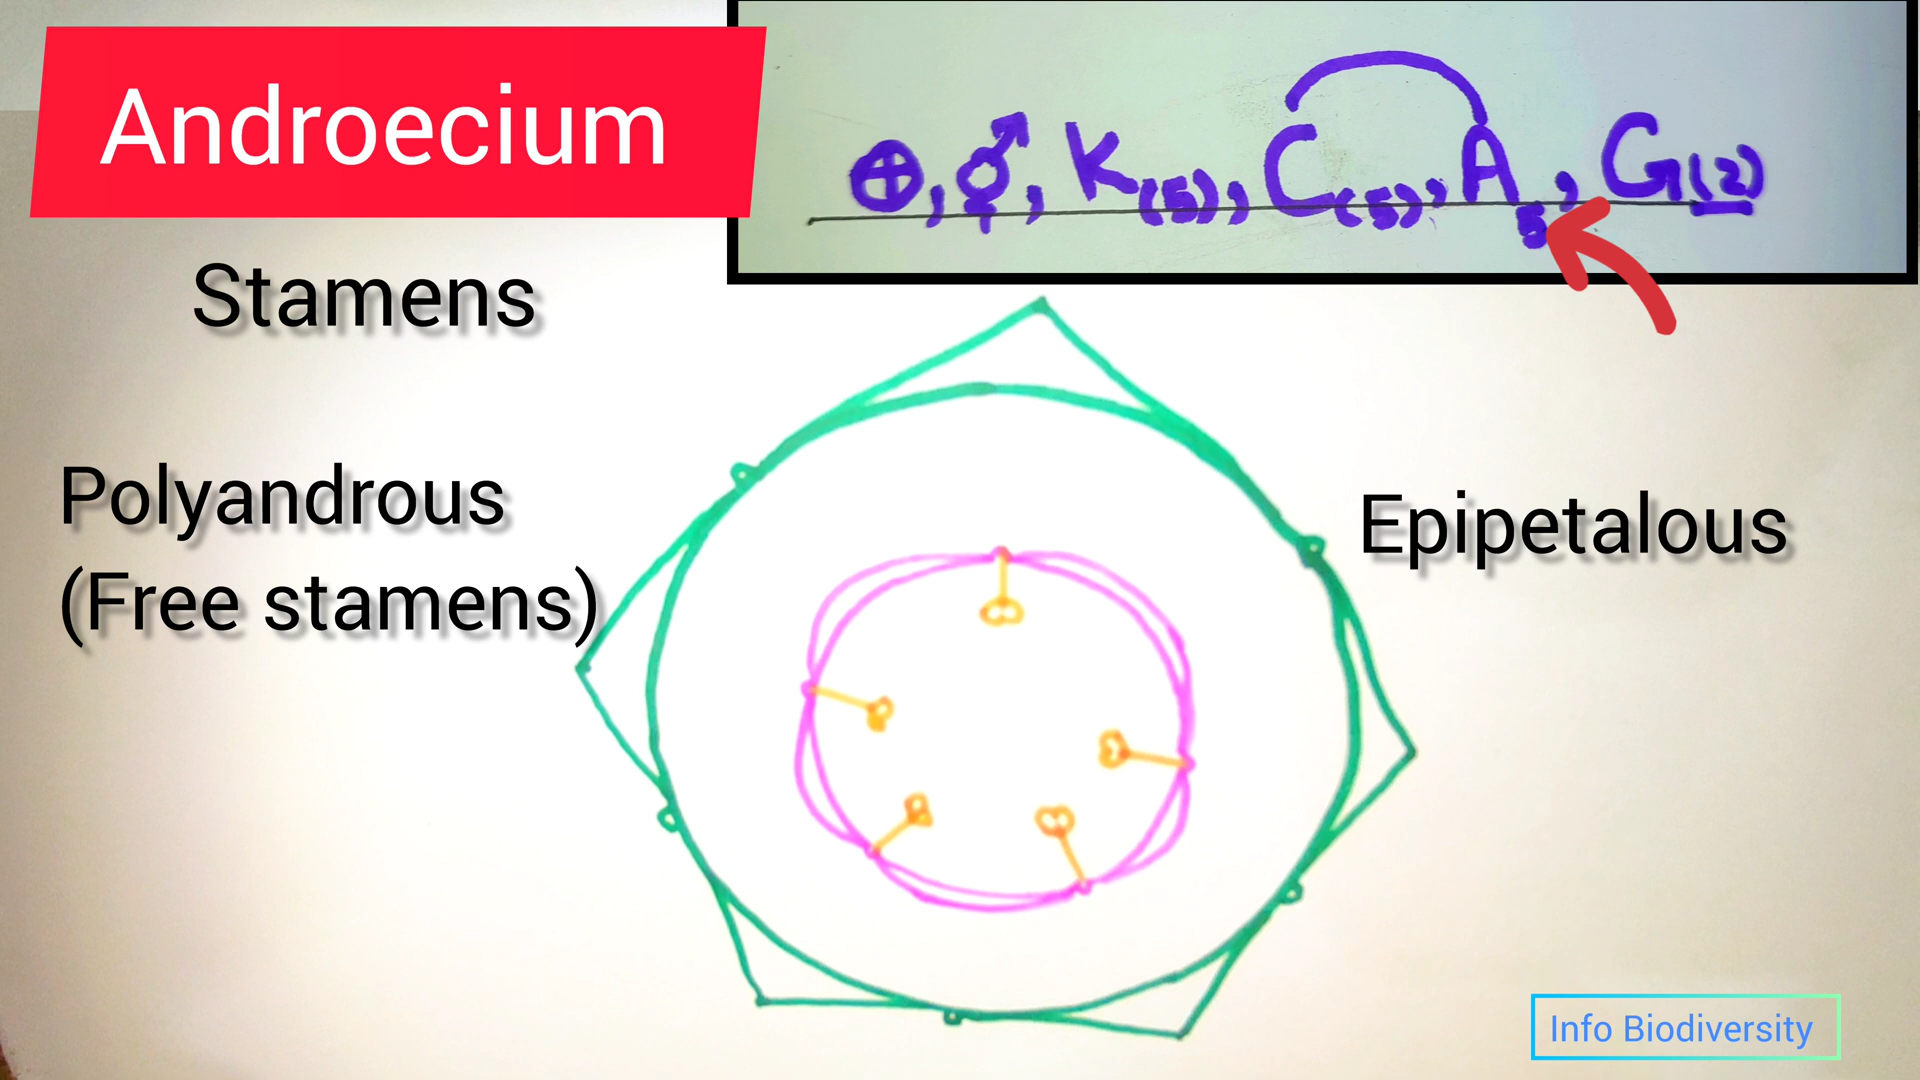 Androecium
⊕, ⚥, K(5), C(5), A5, G(2)
Stamens
Polyandrous
(Free stamens)
Epipetalous
Info Biodiversity